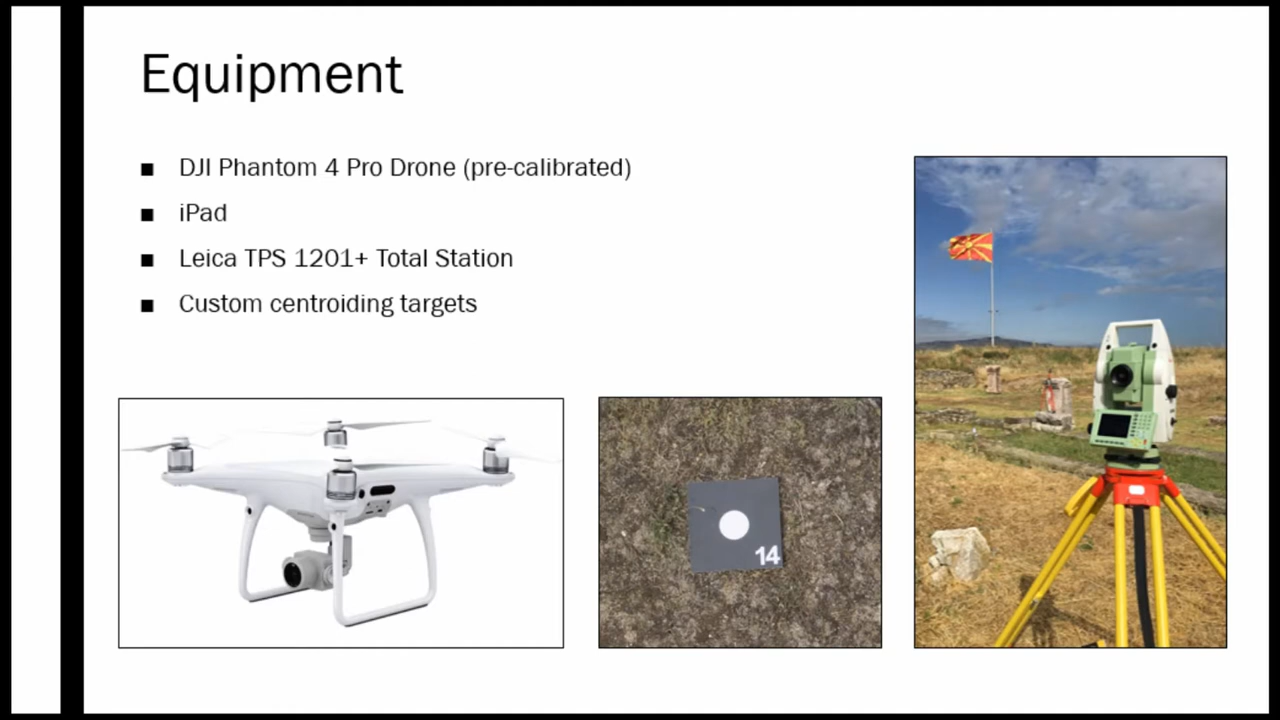 Equipment
■ DJI Phantom 4 Pro Drone (pre-calibrated)
■ iPad
■ Leica TPS 1201+ Total Station
■ Custom centroiding targets
14